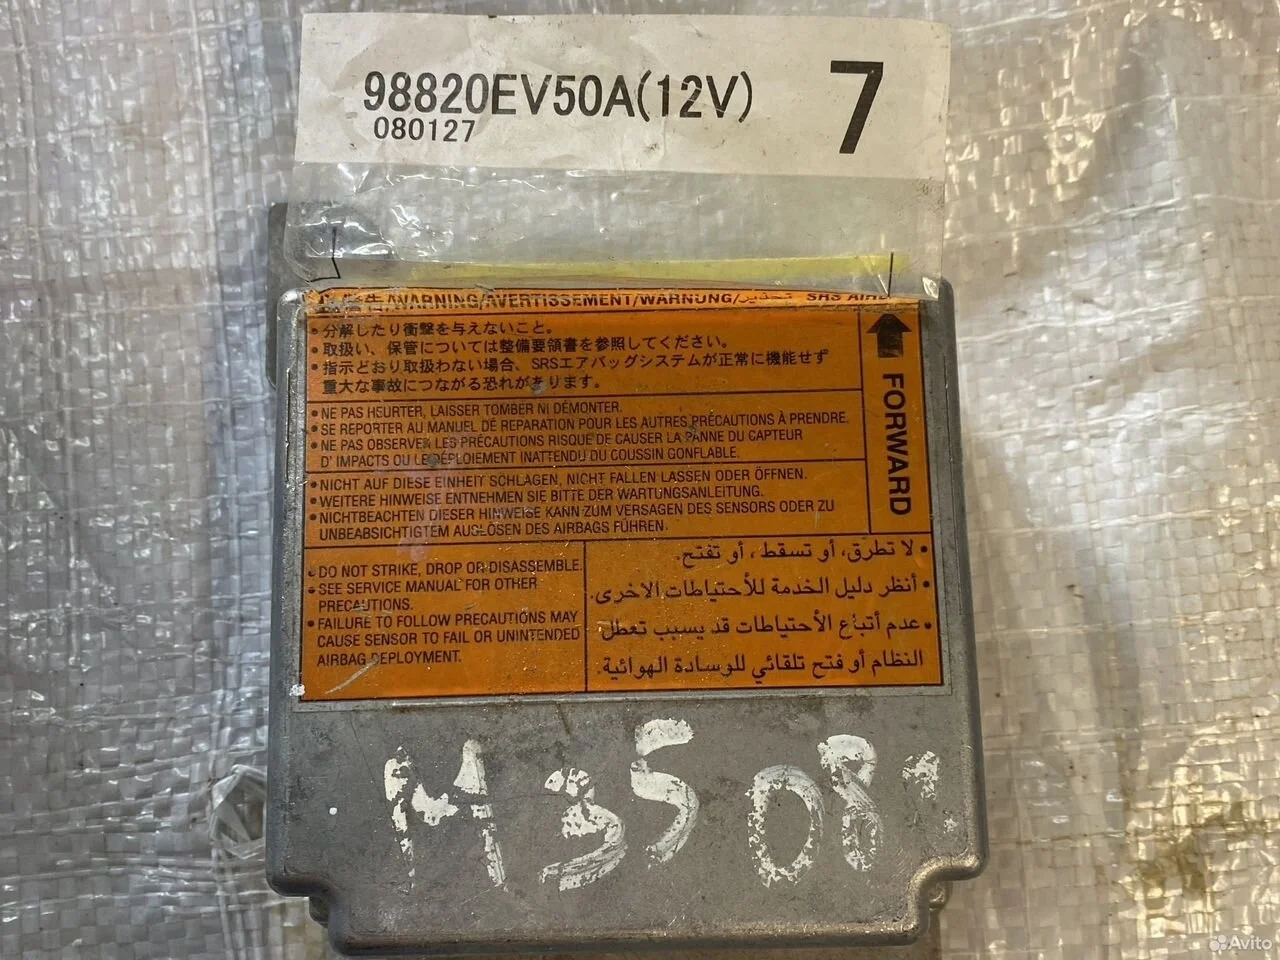 98820EV50A(12V)
080127
7
警告/WARNING/AVERTISSEMENT/WARNUNG/تحذير SRS AIRB
• 分解したり衝撃を与えないこと。
• 取扱い、保管については整備要領書を参照してください。
• 指示どおり取扱わない場合、SRSエアバッグシステムが正常に機能せず
重大な事故につながる恐れがあります。
• NE PAS HEURTER, LAISSER TOMBER NI DÉMONTER.
• SE REPORTER AU MANUEL DE REPARATION POUR LES AUTRES PRÉCAUTIONS À PRENDRE.
• NE PAS OBSERVER LES PRÉCAUTIONS RISQUE DE CAUSER LA PANNE DU CAPTEUR
D' IMPACTS OU LE DÉPLOIEMENT INATTENDU DU COUSSIN GONFLABLE.
• NICHT AUF DIESE EINHEIT SCHLAGEN, NICHT FALLEN LASSEN ODER ÖFFNEN.
• WEITERE HINWEISE ENTNEHMEN SIE BITTE DER WARTUNGSANLEITUNG.
• NICHTBEACHTEN DIESER HINWEISE KANN ZUM VERSAGEN DES SENSORS ODER ZU
UNBEABSICHTIGTEM AUSLÖSEN DES AIRBAGS FÜHREN.
FORWARD
• DO NOT STRIKE, DROP OR DISASSEMBLE.
• SEE SERVICE MANUAL FOR OTHER
PRECAUTIONS.
• FAILURE TO FOLLOW PRECAUTIONS MAY
CAUSE SENSOR TO FAIL OR UNINTENDED
AIRBAG DEPLOYMENT.
• لا تطرق، أو تسقط ، أو تفتح.
• أنظر دليل الخدمة للأحتياطات الاخرى.
• عدم أتباع الأحتياطات قد يسبب تعطل
النظام أو فتح تلقائي للوسادة الهوائية.
M35 08
Avito